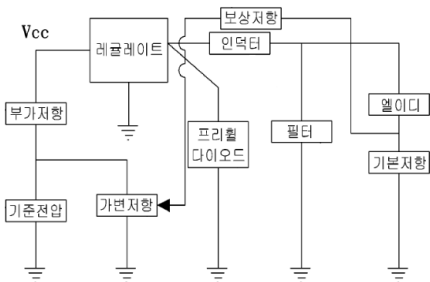 보상저항
Vcc
레귤레이트
인덕터
부가저항
엘이디
프리휠
다이오드
필터
기본저항
기준전압
가변저항